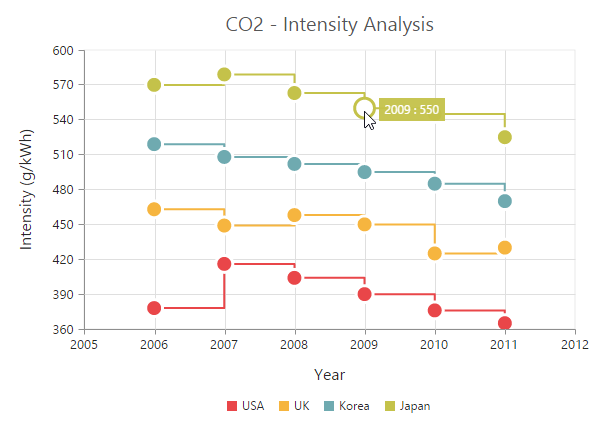 CO2 - Intensity Analysis
Intensity (g/kWh)
600
570
540
510
480
450
420
390
360
2009 : 550
2005 2006 2007 2008 2009 2010 2011 2012
Year
USA UK Korea Japan